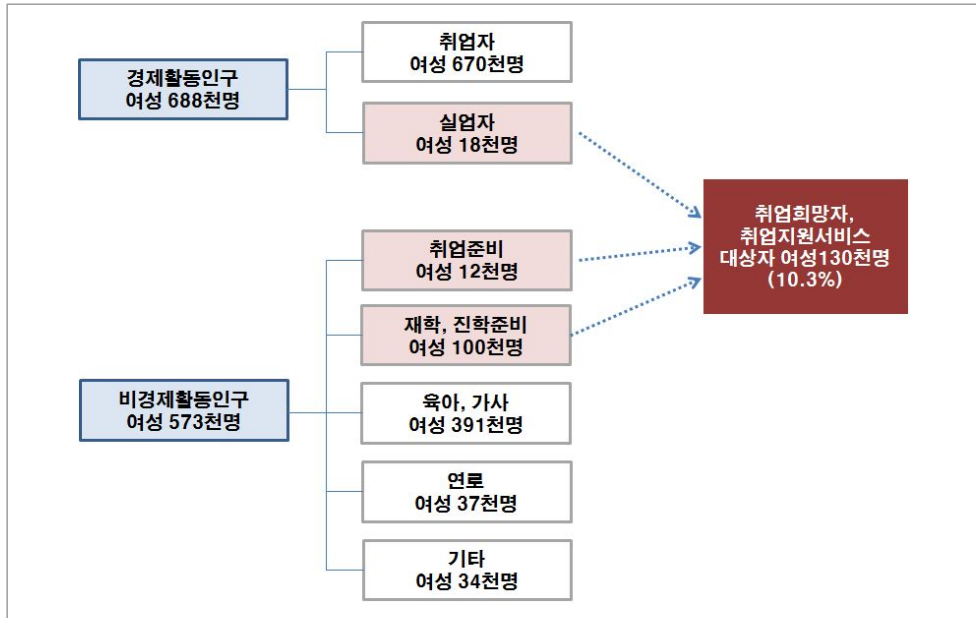 경제활동인구
여성 688천명
취업자
여성 670천명
실업자
여성 18천명
취업희망자,
취업지원서비스
대상자 여성130천명
(10.3%)
비경제활동인구
여성 573천명
취업준비
여성 12천명
재학, 진학준비
여성 100천명
육아, 가사
여성 391천명
연로
여성 37천명
기타
여성 34천명